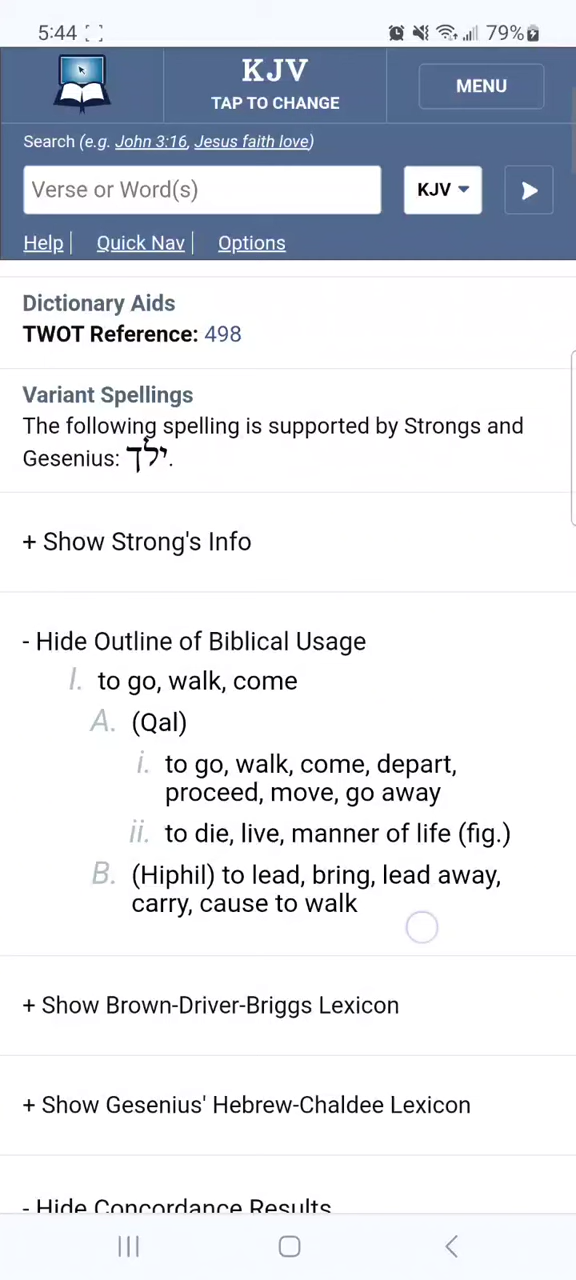 5:44 79%
KJV
TAP TO CHANGE
MENU
Search (e.g. John 3:16, Jesus faith love)
Verse or Word(s)
KJV
Help | Quick Nav | Options
Dictionary Aids
TWOT Reference: 498
Variant Spellings
The following spelling is supported by Strongs and
Gesenius: ילך.
+ Show Strong's Info
- Hide Outline of Biblical Usage
I. to go, walk, come
A. (Qal)
i. to go, walk, come, depart,
proceed, move, go away
ii. to die, live, manner of life (fig.)
B. (Hiphil) to lead, bring, lead away,
carry, cause to walk
+ Show Brown-Driver-Briggs Lexicon
+ Show Gesenius' Hebrew-Chaldee Lexicon
- Hide Concordance Results